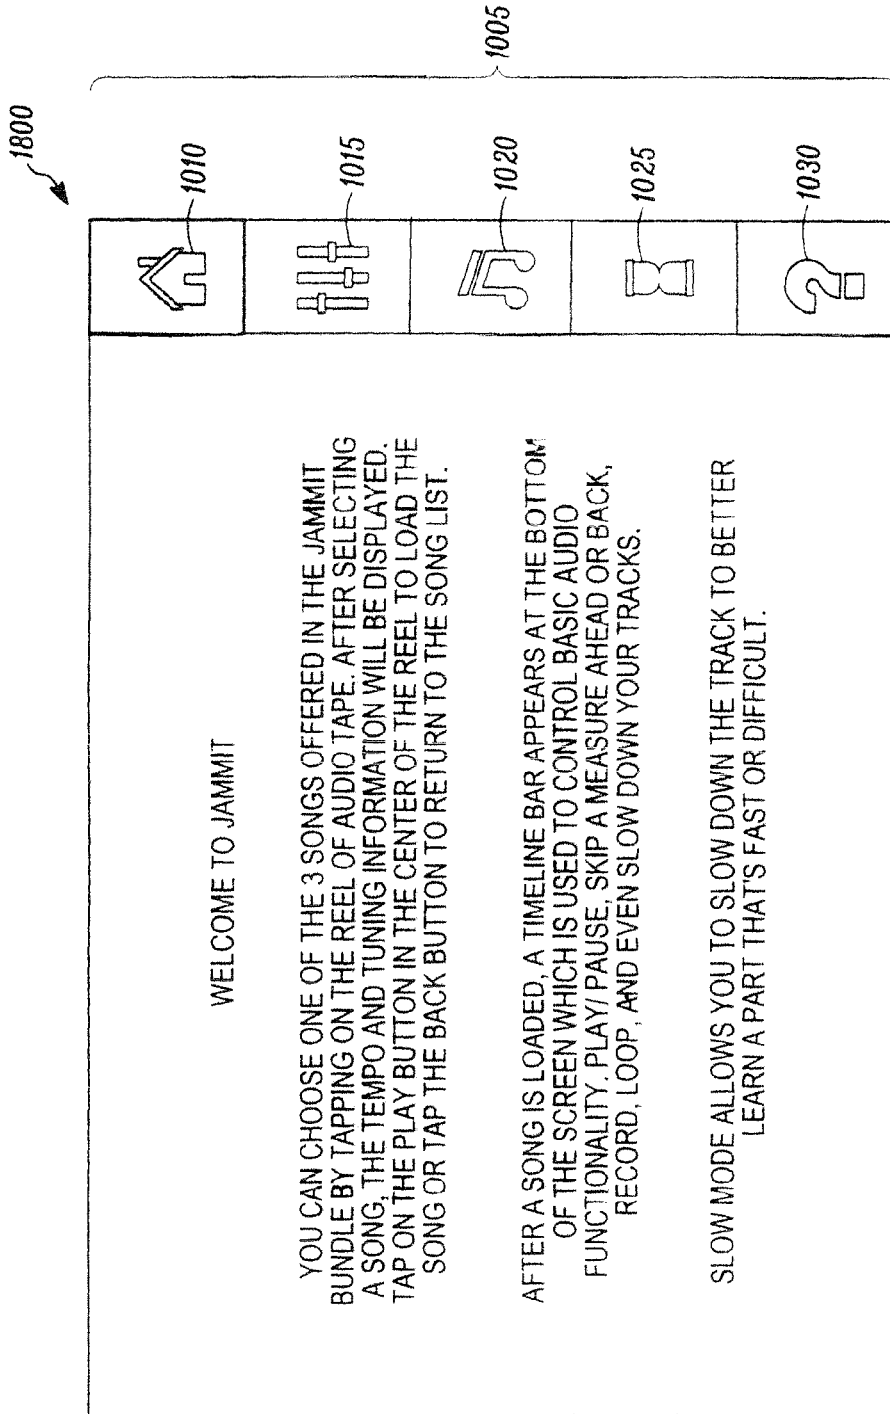 1800
1005
1010
1015
1020
1025
1030
WELCOME TO JAMMIT
YOU CAN CHOOSE ONE OF THE 3 SONGS OFFERED IN THE JAMMIT
BUNDLE BY TAPPING ON THE REEL OF AUDIO TAPE. AFTER SELECTING
A SONG, THE TEMPO AND TUNING INFORMATION WILL BE DISPLAYED.
TAP ON THE PLAY BUTTON IN THE CENTER OF THE REEL TO LOAD THE
SONG OR TAP THE BACK BUTTON TO RETURN TO THE SONG LIST.
AFTER A SONG IS LOADED, A TIMELINE BAR APPEARS AT THE BOTTOM
OF THE SCREEN WHICH IS USED TO CONTROL BASIC AUDIO
FUNCTIONALITY. PLAY/ PAUSE, SKIP A MEASURE AHEAD OR BACK,
RECORD, LOOP, AND EVEN SLOW DOWN YOUR TRACKS.
SLOW MODE ALLOWS YOU TO SLOW DOWN THE TRACK TO BETTER
LEARN A PART THAT'S FAST OR DIFFICULT.